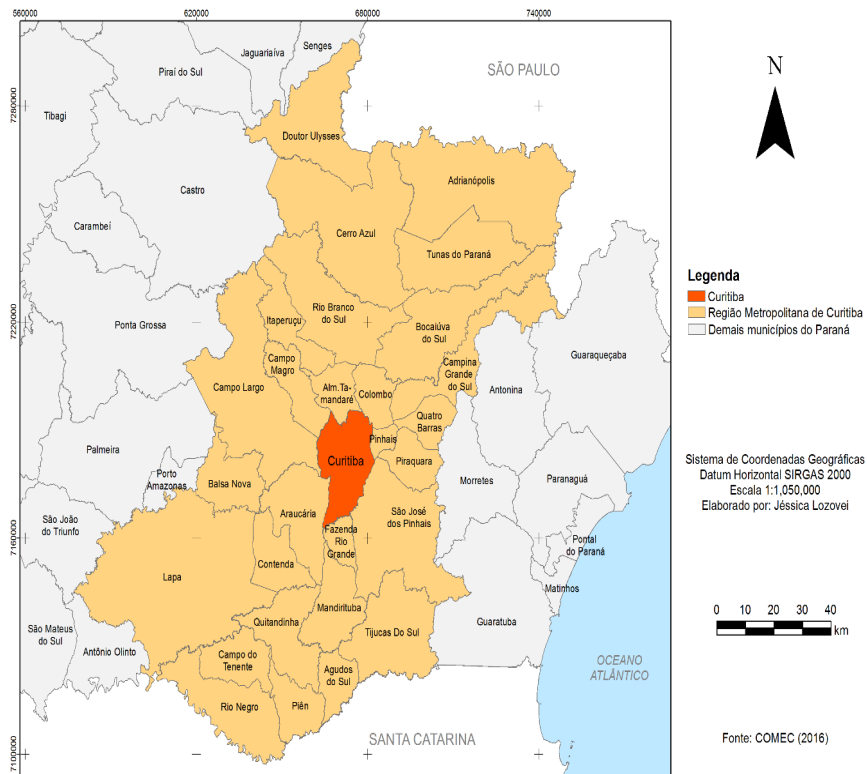 560000
620000
680000
740000
Senges
Jaguariaíva
SÃO PAULO
Piraí do Sul
N
7280000
Tibagi
Doutor Ulysses
Adrianópolis
Castro
Carambeí
Cerro Azul
Tunas do Paraná
Legenda
Curitiba
Região Metropolitana de Curitiba
Demais municípios do Paraná
7220000
Ponta Grossa
Rio Branco
do Sul
Itaperuçu
Bocaiúva
do Sul
Guaraqueçaba
Campo
Magro
Campina
Grande
do Sul
Campo Largo
Alm.Ta-
mandaré
Colombo
Antonina
Quatro
Barras
Pinhais
Palmeira
Curitiba
Piraquara
Porto
Amazonas
Balsa Nova
Morretes
Paranaguá
Sistema de Coordenadas Geográficas
Datum Horizontal SIRGAS 2000
Escala 1:1,050,000
Elaborado por: Jéssica Lozovei
Araucária
São José
dos Pinhais
São João
do Triunfo
7160000
Fazenda
Rio
Grande
Pontal
do Paraná
Contenda
Lapa
Matinhos
Mandirituba
Quitandinha
Guaratuba
0 10 20 30 40
km
São Mateus
do Sul
Tijucas Do Sul
Antônio Olinto
Campo do
Tenente
Agudos
do Sul
OCEANO
ATLÂNTICO
Rio Negro
Piên
SANTA CATARINA
Fonte: COMEC (2016)
7100000